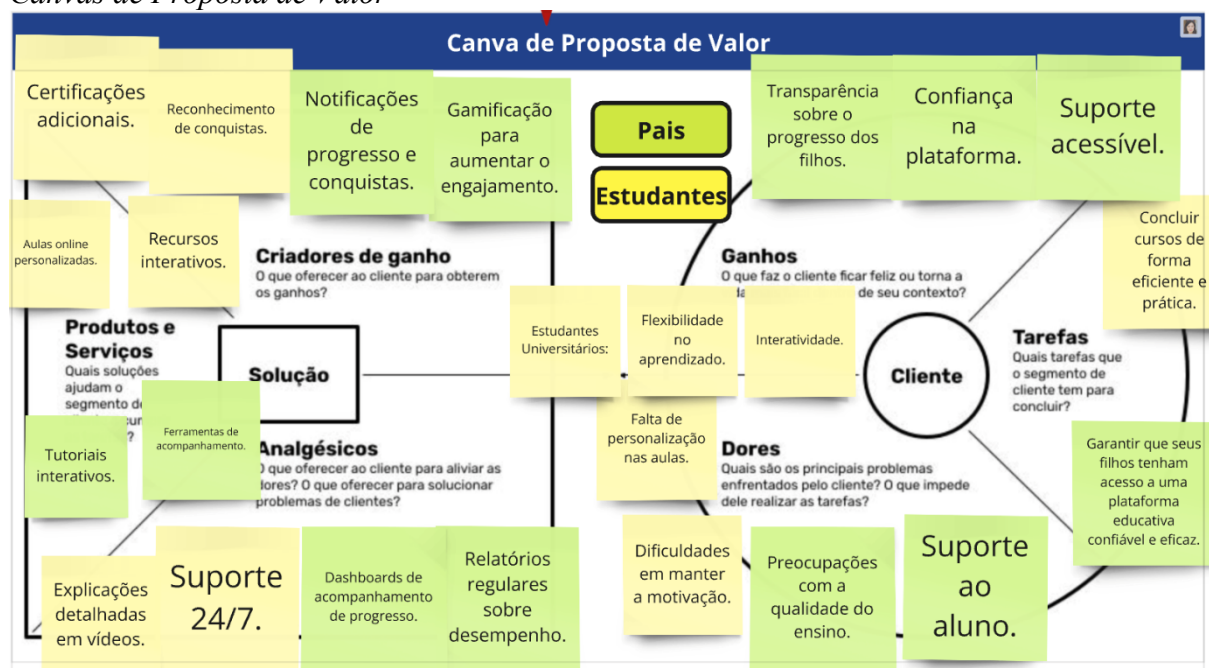 Canvas de Proposta de Valor
Canva de Proposta de Valor
Certificações
adicionais.
Reconhecimento
de conquistas.
Notificações
de
progresso e
conquistas.
Gamificação
para
aumentar o
engajamento.
Pais
Estudantes
Transparência
sobre o
progresso dos
filhos.
Confiança
na
plataforma.
Suporte
acessível.
Aulas online
personalizadas.
Recursos
interativos.
Criadores de ganho
O que oferecer ao cliente para obterem
os ganhos?
Ganhos
O que faz o cliente ficar feliz ou torna a
de seu contexto?
Concluir
cursos de
forma
eficiente e
prática.
Produtos e
Serviços
Quais soluções
ajudam o
segmento de
Solução
Estudantes
Universitários:
Flexibilidade
no
aprendizado.
Interatividade.
Cliente
Tarefas
Quais tarefas que
o segmento de
cliente tem para
concluir?
Tutoriais
interativos.
Ferramentas de
acompanhamento.
Analgésicos
O que oferecer ao cliente para aliviar as
dores? O que oferecer para solucionar
problemas de clientes?
Falta de
personalização
nas aulas.
Dores
Quais são os principais problemas
enfrentados pelo cliente? O que impede
dele realizar as tarefas?
Garantir que seus
filhos tenham
acesso a uma
plataforma
educativa
confiável e eficaz.
Explicações
detalhadas
em vídeos.
Suporte
24/7.
Dashboards de
acompanhamento
de progresso.
Relatórios
regulares
sobre
desempenho.
Dificuldades
em manter
a motivação.
Preocupações
com a
qualidade do
ensino.
Suporte
ao
aluno.